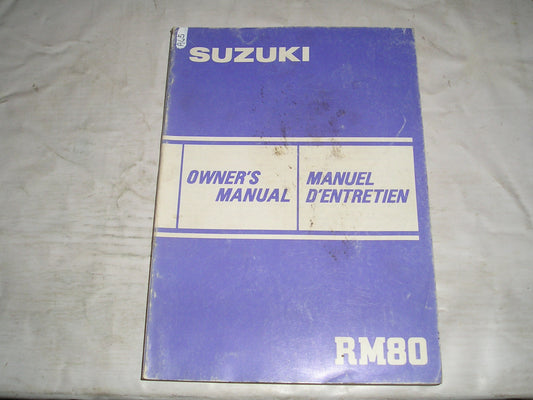 SUZUKI
OWNER'S
MANUAL
MANUEL
D'ENTRETIEN
RM80